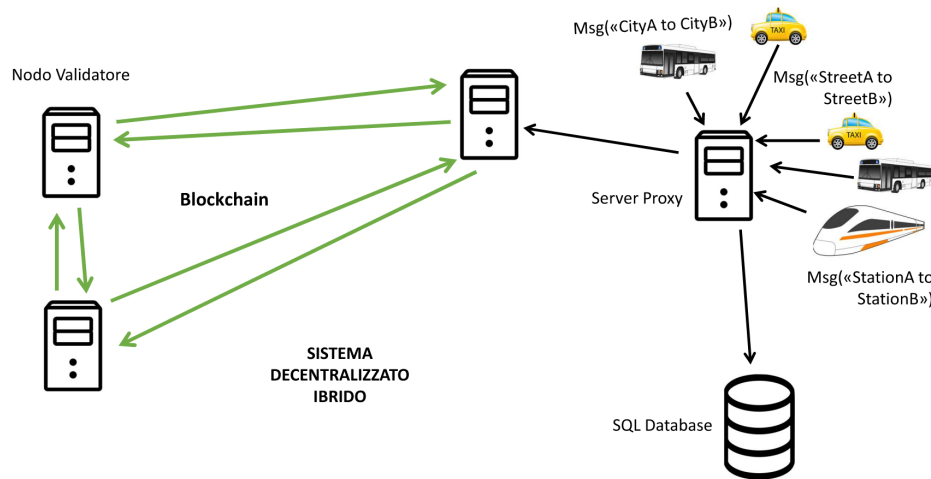 Msg(«CityA to CityB»)
TAXI
Nodo Validatore
Msg(«StreetA to
StreetB»)
TAXI
Blockchain
Server Proxy
Msg(«StationA to
StationB»)
SISTEMA
DECENTRALIZZATO
IBRIDO
SQL Database